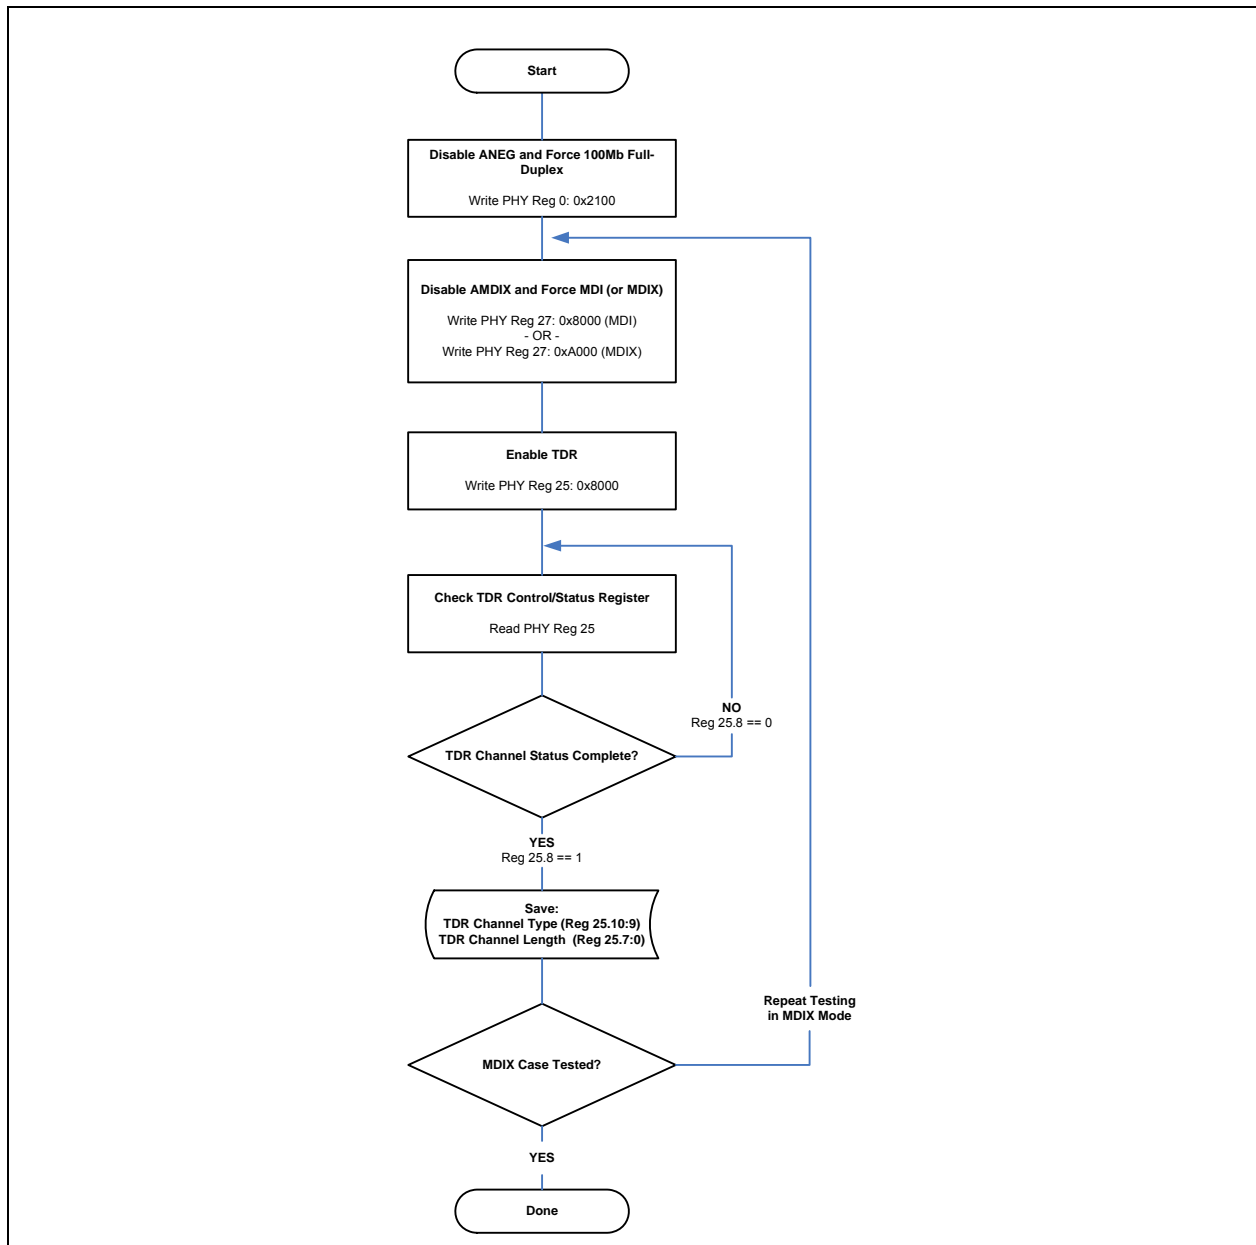 Start
Disable ANEG and Force 100Mb Full-
Duplex
Write PHY Reg 0: 0x2100
Disable AMDIX and Force MDI (or MDIX)
Write PHY Reg 27: 0x8000 (MDI)
- OR -
Write PHY Reg 27: 0xA000 (MDIX)
Enable TDR
Write PHY Reg 25: 0x8000
Check TDR Control/Status Register
Read PHY Reg 25
NO
Reg 25.8 == 0
TDR Channel Status Complete?
YES
Reg 25.8 == 1
Save:
TDR Channel Type (Reg 25.10:9)
TDR Channel Length  (Reg 25.7:0)
Repeat Testing
in MDIX Mode
MDIX Case Tested?
YES
Done